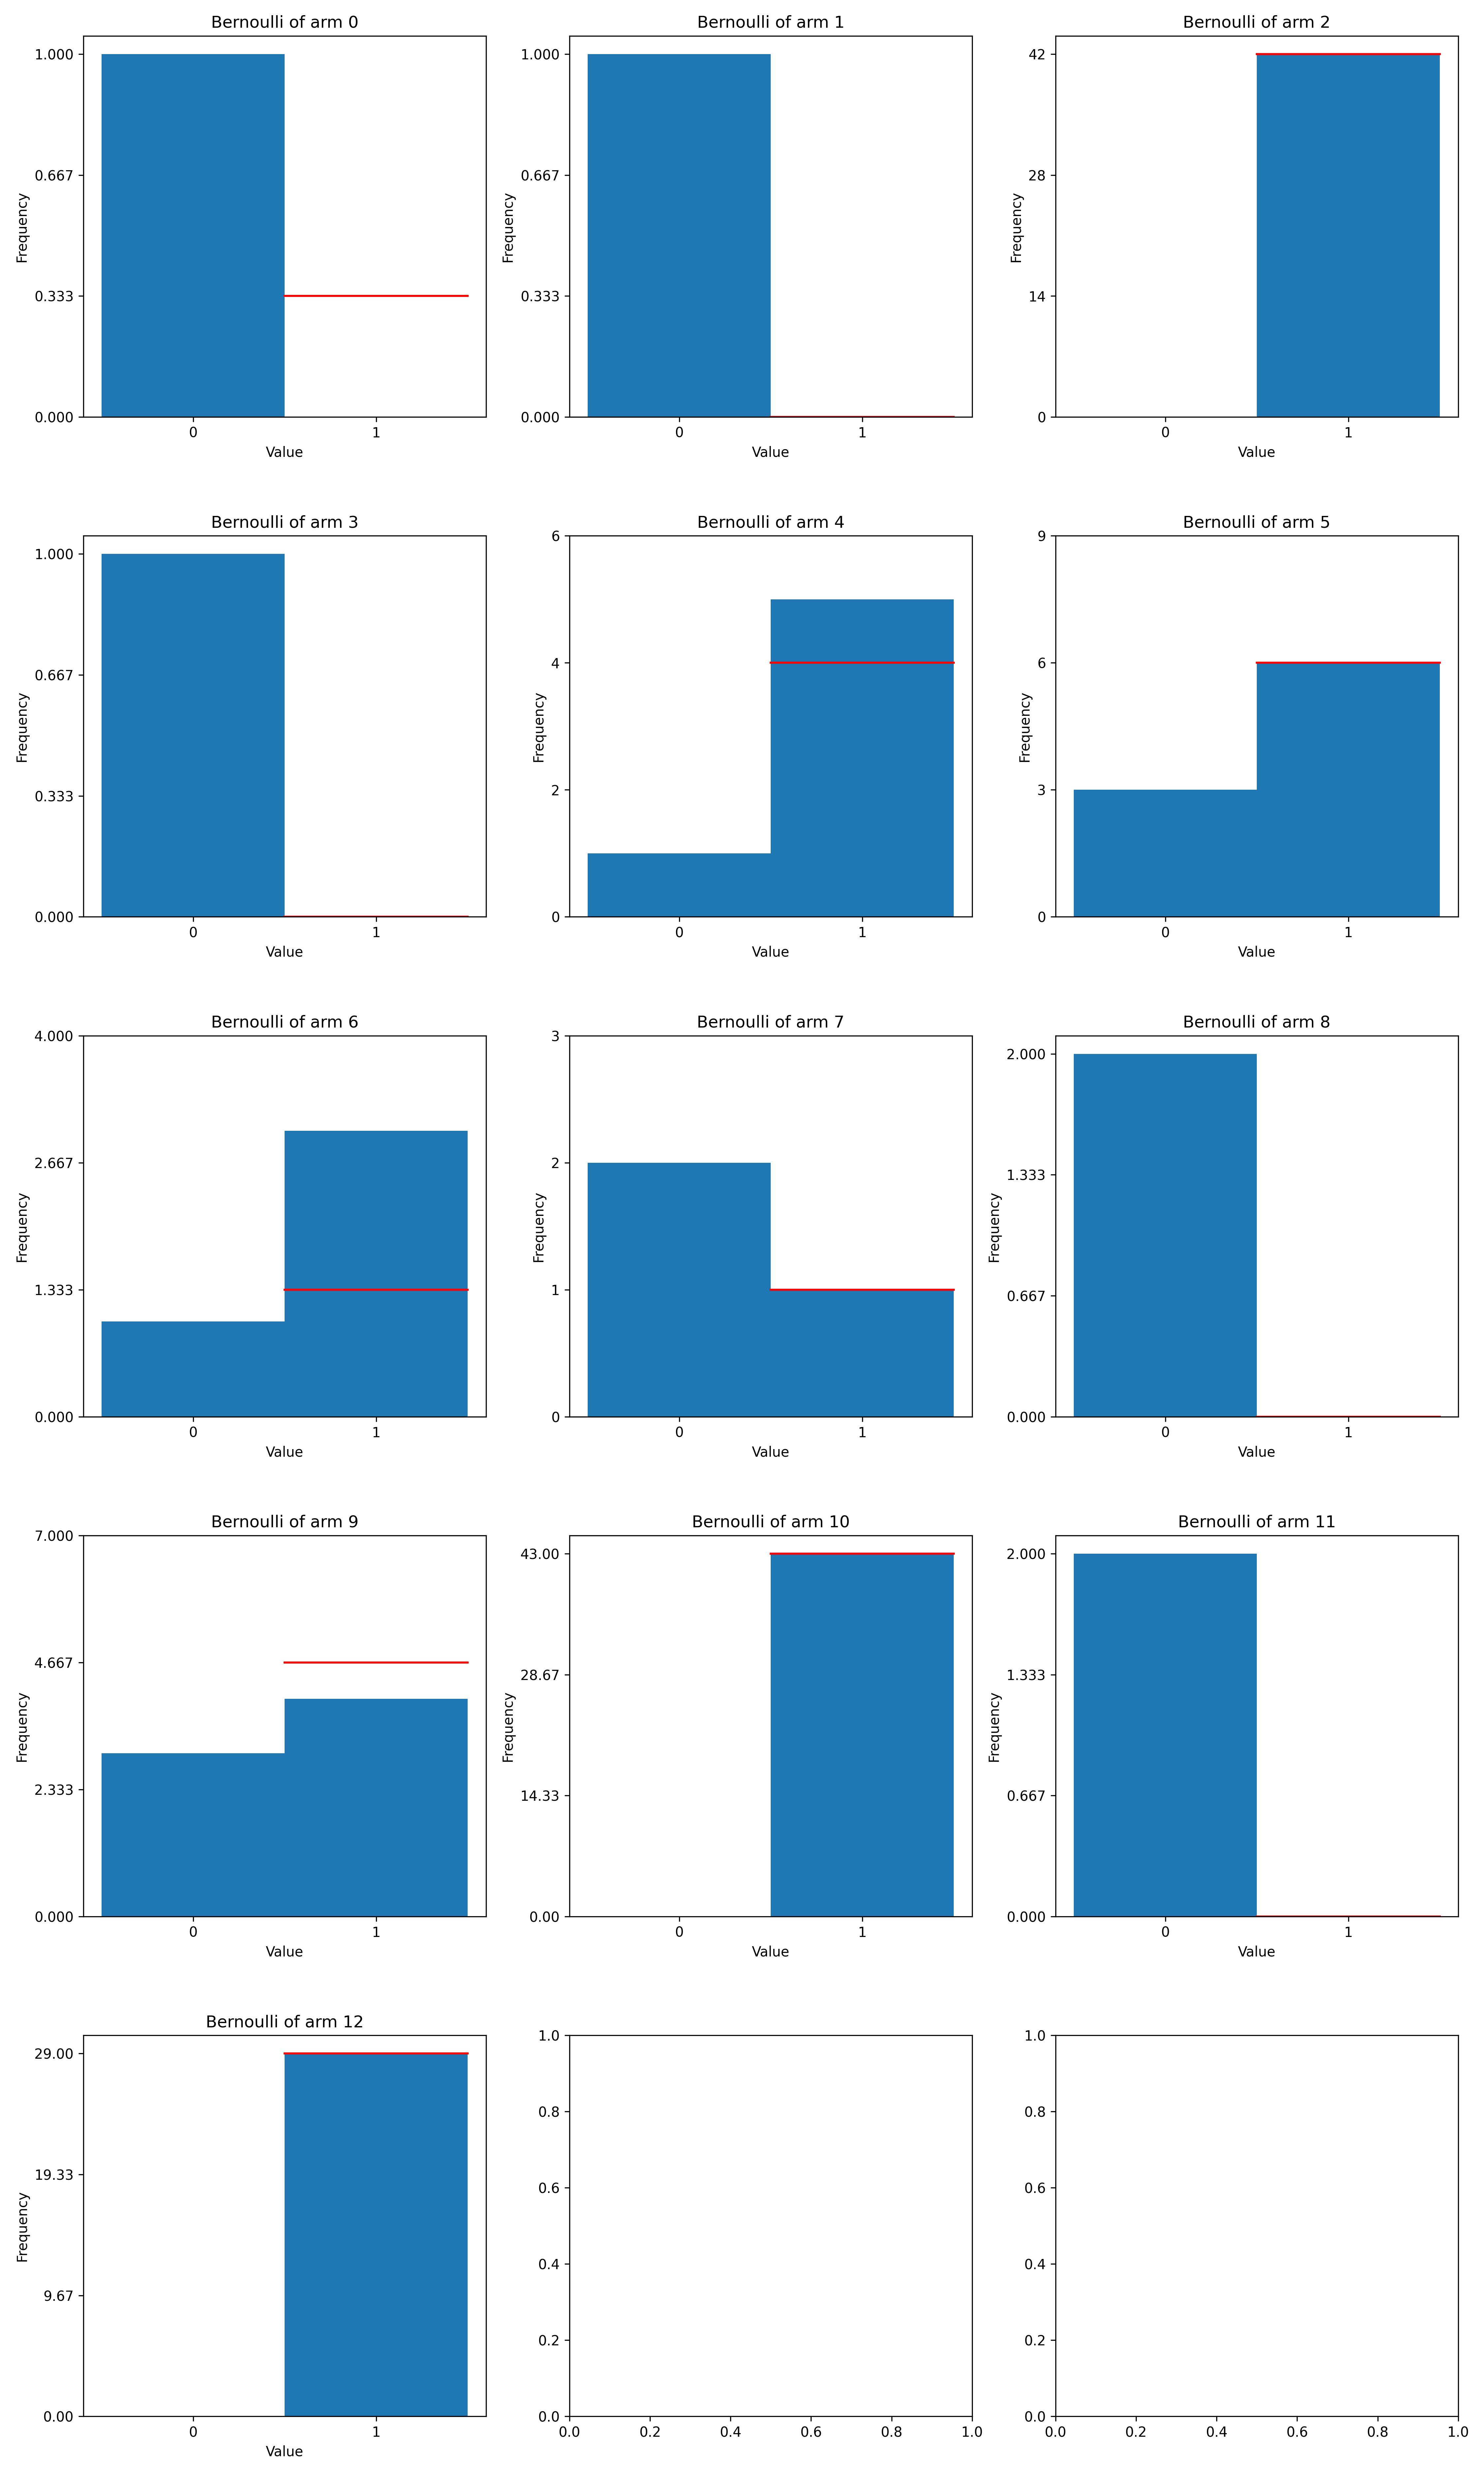 Bernoulli of arm 0
1.000
0.667
0.333
0.000
Frequency
0 1
Value
Bernoulli of arm 1
1.000
0.667
0.333
0.000
Frequency
0 1
Value
Bernoulli of arm 2
42
28
14
0
Frequency
0 1
Value
Bernoulli of arm 3
1.000
0.667
0.333
0.000
Frequency
0 1
Value
Bernoulli of arm 4
6
4
2
0
Frequency
0 1
Value
Bernoulli of arm 5
9
6
3
0
Frequency
0 1
Value
Bernoulli of arm 6
4.000
2.667
1.333
0.000
Frequency
0 1
Value
Bernoulli of arm 7
3
2
1
0
Frequency
0 1
Value
Bernoulli of arm 8
2.000
1.333
0.667
0.000
Frequency
0 1
Value
Bernoulli of arm 9
7.000
4.667
2.333
0.000
Frequency
0 1
Value
Bernoulli of arm 10
43.00
28.67
14.33
0.00
Frequency
0 1
Value
Bernoulli of arm 11
2.000
1.333
0.667
0.000
Frequency
0 1
Value
Bernoulli of arm 12
29.00
19.33
9.67
0.00
Frequency
0 1
Value
1.0
0.8
0.6
0.4
0.2
0.0
0.0 0.2 0.4 0.6 0.8 1.0
1.0
0.8
0.6
0.4
0.2
0.0
0.0 0.2 0.4 0.6 0.8 1.0